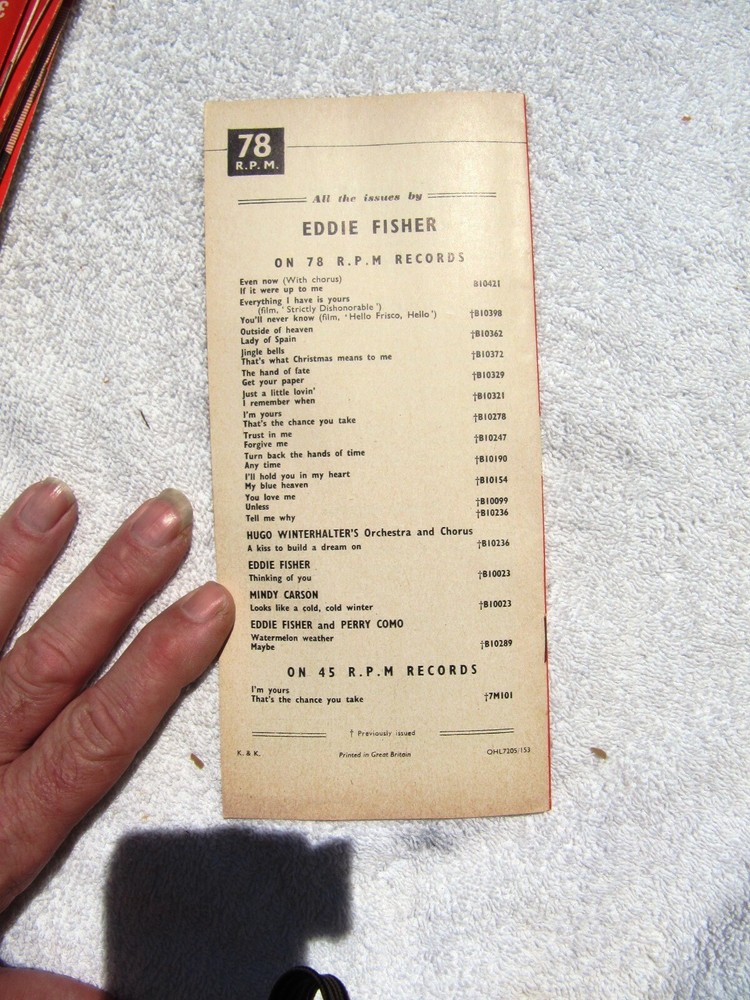 78
R.P.M.
All the issues by
EDDIE FISHER
ON 78 R.P.M RECORDS
Even now (With chorus)
If it were up to me B10421
Everything I have is yours
(film, 'Strictly Dishonorable')
You'll never know (film, 'Hello Frisco, Hello') †B10398
Outside of heaven
Lady of Spain †B10362
Jingle bells
That's what Christmas means to me †B10372
The hand of fate
Get your paper †B10329
Just a little lovin'
I remember when †B10321
I'm yours
That's the chance you take †B10278
Trust in me
Forgive me †B10247
Turn back the hands of time
Any time †B10190
I'll hold you in my heart
My blue heaven †B10154
You love me
Unless †B10099
Tell me why †B10236
HUGO WINTERHALTER'S Orchestra and Chorus
A kiss to build a dream on †B10236
EDDIE FISHER
Thinking of you †B10023
MINDY CARSON
Looks like a cold, cold winter †B10023
EDDIE FISHER and PERRY COMO
Watermelon weather
Maybe †B10289
ON 45 R.P.M RECORDS
I'm yours
That's the chance you take †7M101
† Previously issued
K. & K. Printed in Great Britain OHL7205/153